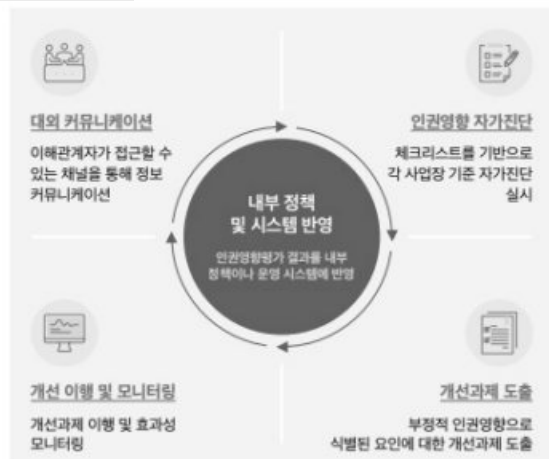 대외 커뮤니케이션
이해관계자가 접근할 수
있는 채널을 통해 정보
커뮤니케이션
인권영향 자가진단
체크리스트를 기반으로
각 사업장 기준 자가진단
실시
내부 정책
및 시스템 반영
인권영향평가 결과를 내부
정책이나 운영 시스템에 반영
개선 이행 및 모니터링
개선과제 이행 및 효과성
모니터링
개선과제 도출
부정적 인권영향으로
식별된 요인에 대한 개선과제 도출